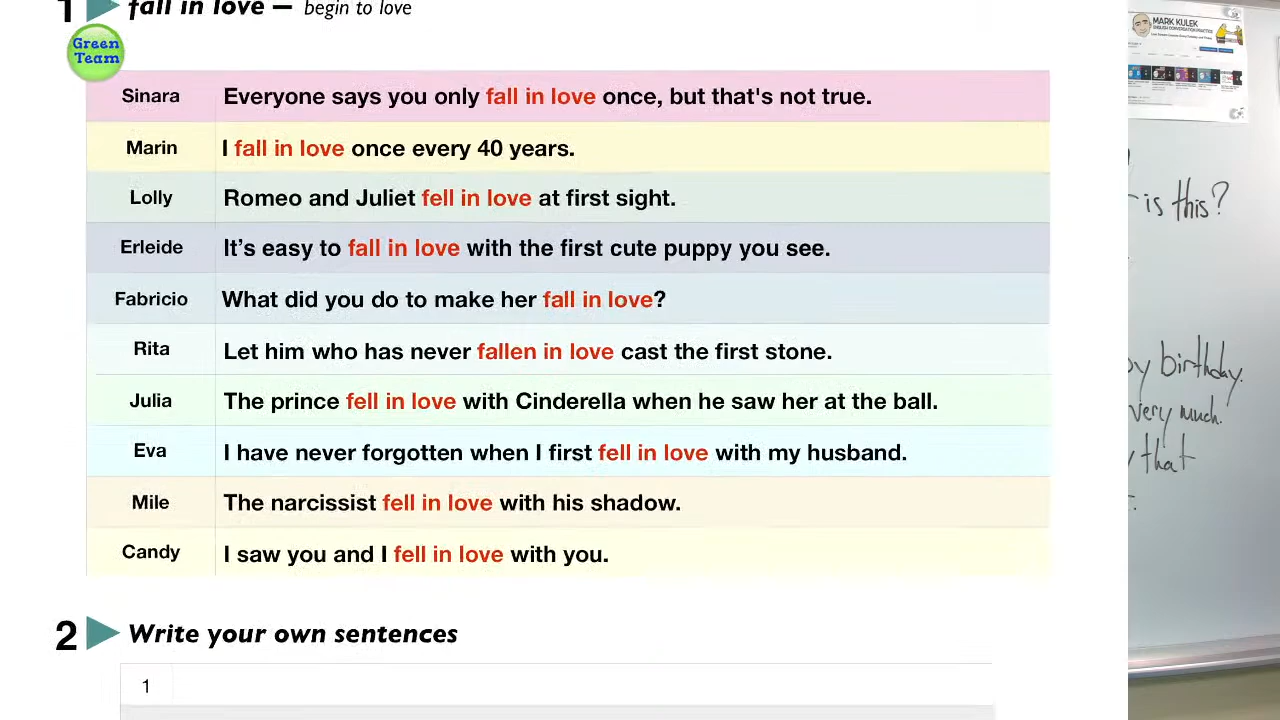 1 fall in love — begin to love
Green
Team
Sinara Everyone says you only fall in love once, but that's not true.
Marin I fall in love once every 40 years.
Lolly Romeo and Juliet fell in love at first sight.
Erleide It’s easy to fall in love with the first cute puppy you see.
Fabricio What did you do to make her fall in love?
Rita Let him who has never fallen in love cast the first stone.
Julia The prince fell in love with Cinderella when he saw her at the ball.
Eva I have never forgotten when I first fell in love with my husband.
Mile The narcissist fell in love with his shadow.
Candy I saw you and I fell in love with you.
2 Write your own sentences
1
MARK KULEK
ENGLISH CONVERSATION PRACTICE
is this?
birthday.
very much.
that